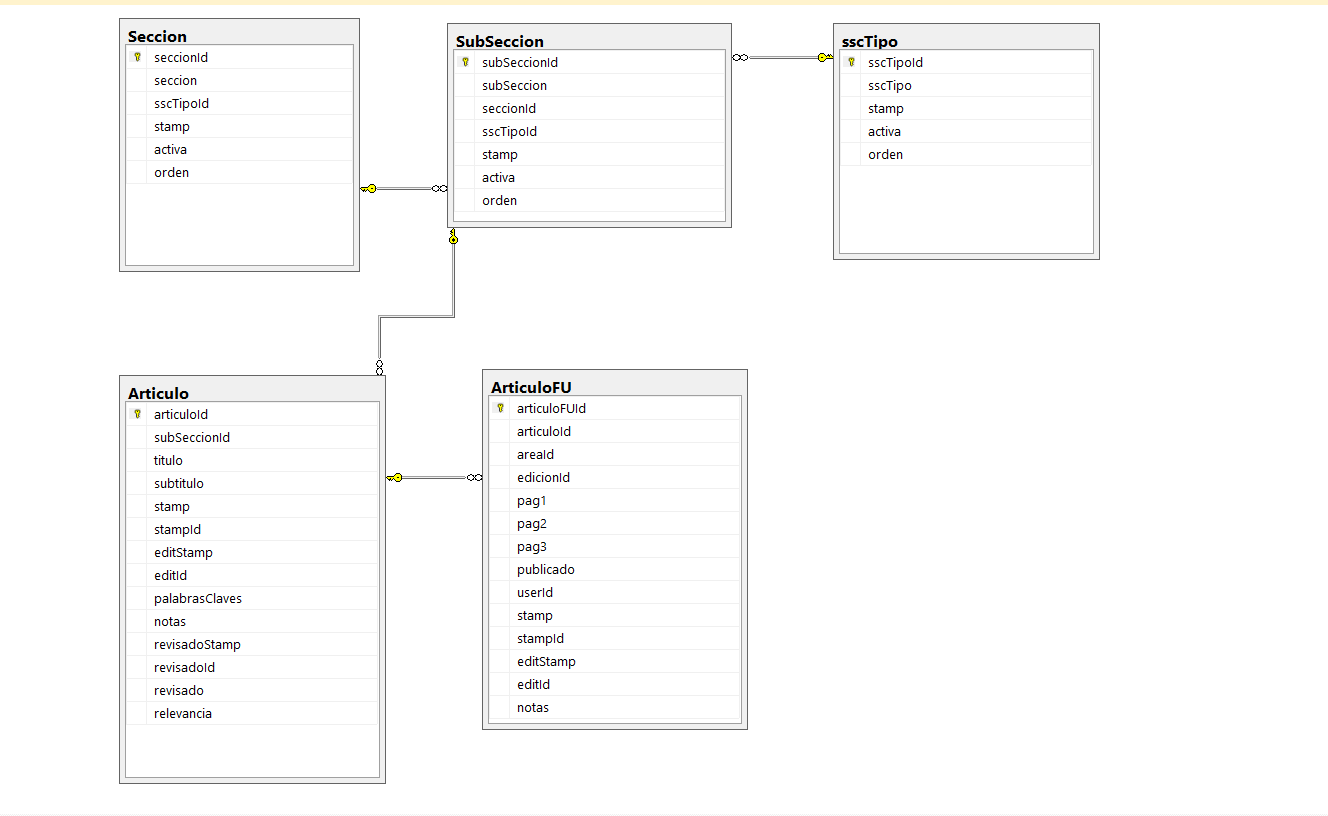 Seccion
seccionId
seccion
sscTipoId
stamp
activa
orden
SubSeccion
subSeccionId
subSeccion
seccionId
sscTipoId
stamp
activa
orden
sscTipo
sscTipoId
sscTipo
stamp
activa
orden
Articulo
articuloId
subSeccionId
titulo
subtitulo
stamp
stampId
editStamp
editId
palabrasClaves
notas
revisadoStamp
revisadoId
revisado
relevancia
ArticuloFU
articuloFUId
articuloId
areaId
edicionId
pag1
pag2
pag3
publicado
userId
stamp
stampId
editStamp
editId
notas